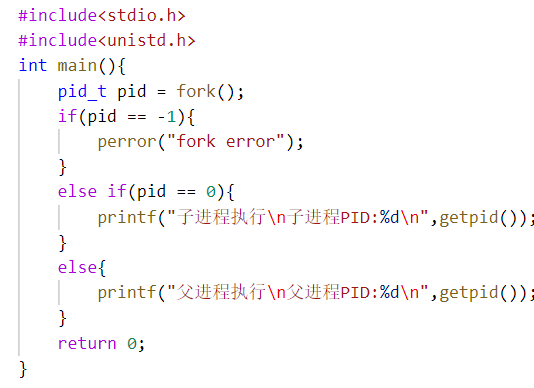 #include<stdio.h>
#include<unistd.h>
int main(){
    pid_t pid = fork();
    if(pid == -1){
        perror("fork error");
    }
    else if(pid == 0){
        printf("子进程执行\n子进程PID:%d\n",getpid());
    }
    else{
        printf("父进程执行\n父进程PID:%d\n",getpid());
    }
    return 0;
}